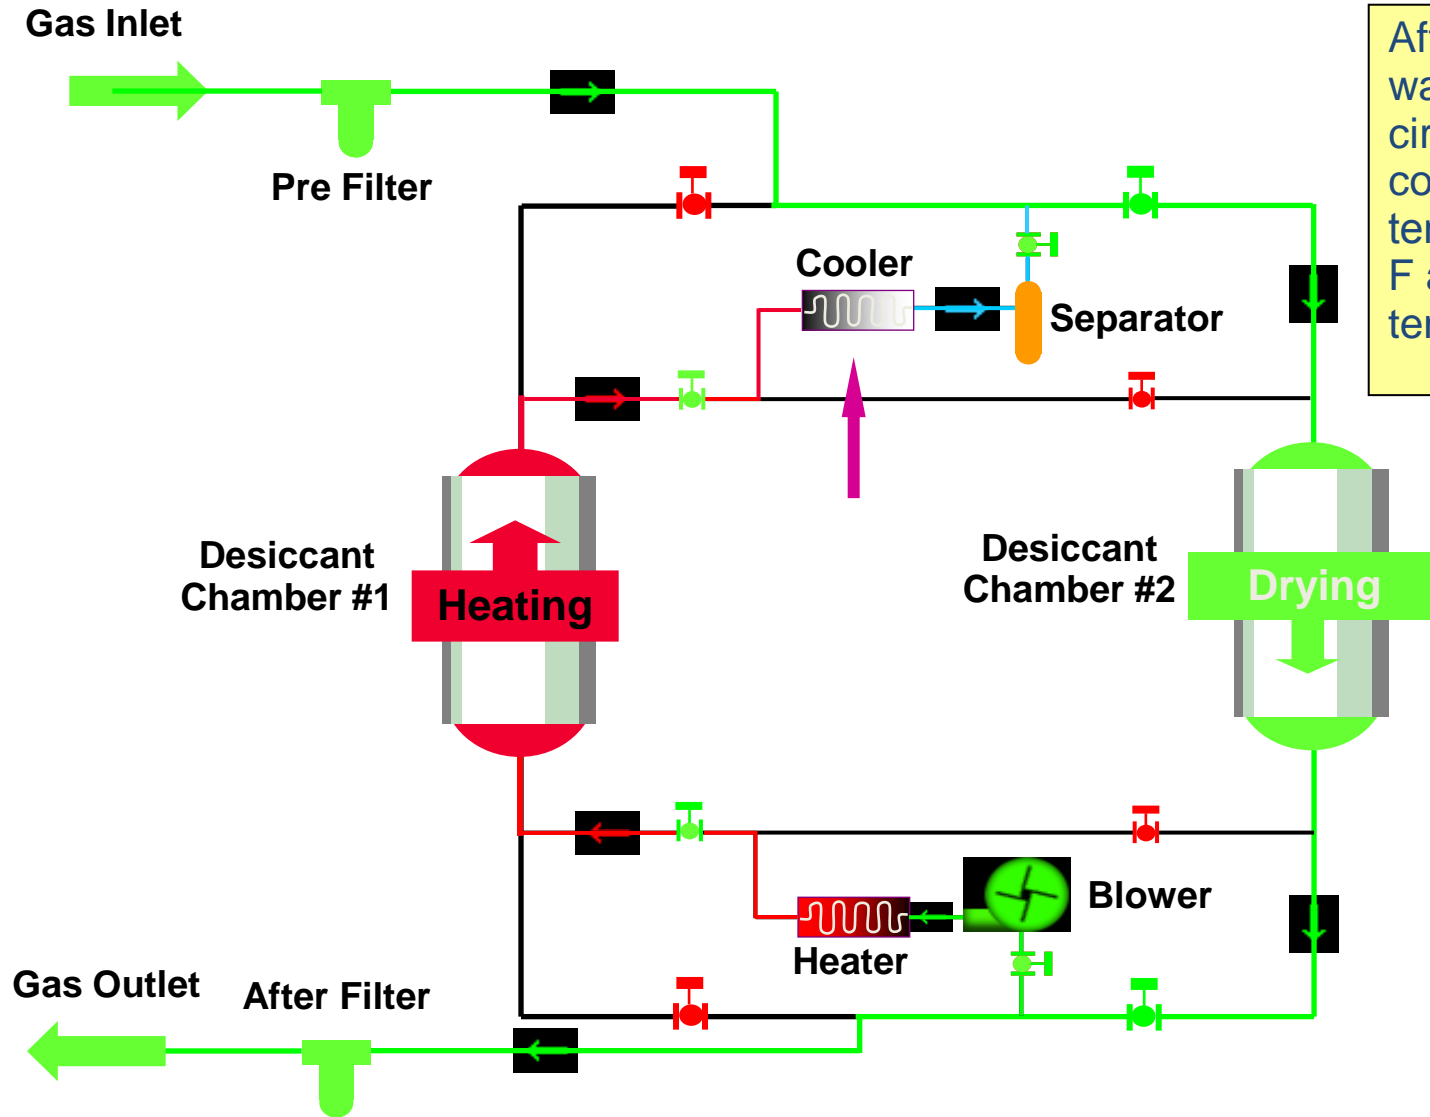 Gas Inlet
Pre Filter
Cooler
Separator
Desiccant
Chamber #1
Heating
Desiccant
Chamber #2
Drying
Blower
Heater
Gas Outlet
After Filter
F